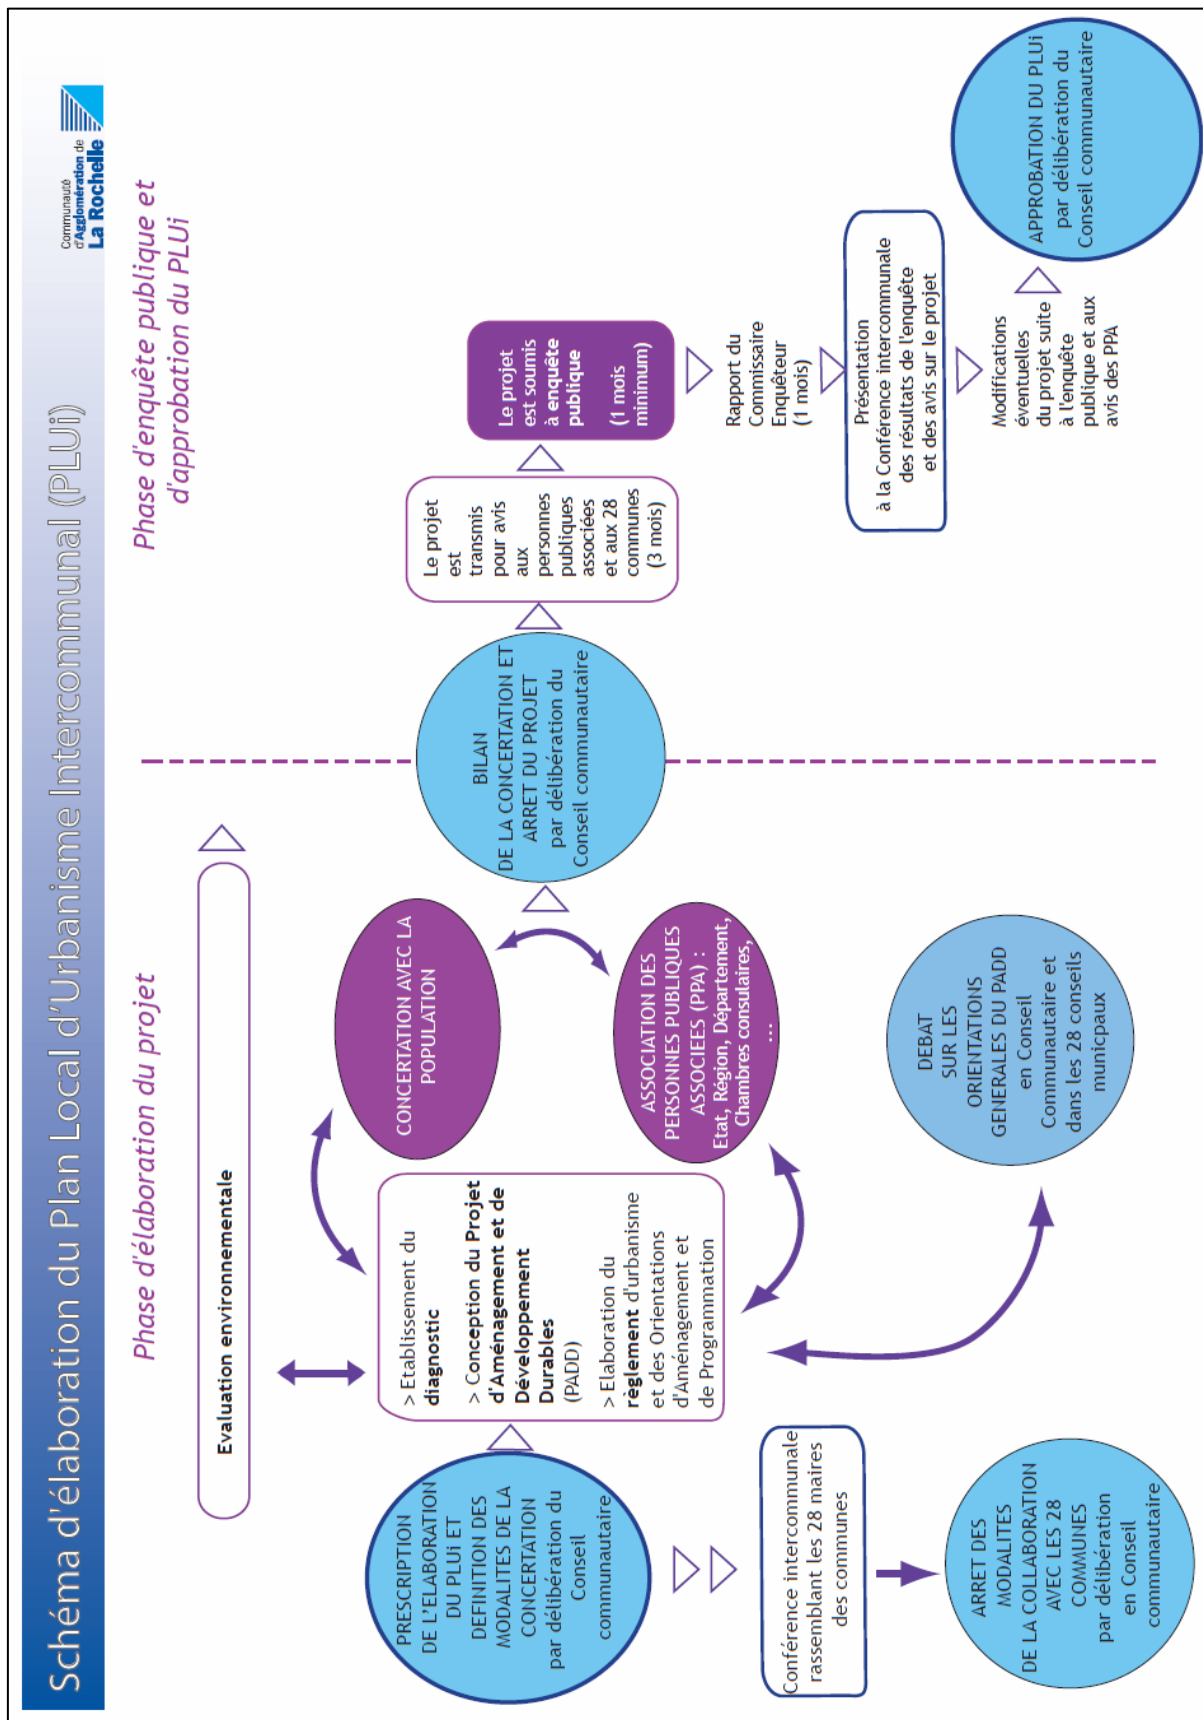 Schéma d'élaboration du Plan Local d'Urbanisme Intercommunal (PLUi)
Communauté
d'Agglomération de
La Rochelle
Phase d'élaboration du projet
Phase d'enquête publique et
d'approbation du PLUi
Evaluation environnementale
PRESCRIPTION
DE L'ELABORATION
DU PLUi ET
DEFINITION DES
MODALITES DE LA
CONCERTATION
par délibération du
Conseil
communautaire
> Etablissement du
diagnostic
> Conception du Projet
d'Aménagement et de
Développement
Durables
(PADD)
> Elaboration du
règlement d'urbanisme
et des Orientations
d'Aménagement et
de Programmation
CONCERTATION AVEC LA
POPULATION
ASSOCIATION DES
PERSONNES PUBLIQUES
ASSOCIEES (PPA) :
Etat, Région, Département,
Chambres consulaires,
...
Conférence intercommunale
rassemblant les 28 maires
des communes
ARRET DES
MODALITES
DE LA COLLABORATION
AVEC LES 28
COMMUNES
par délibération
en Conseil
communautaire
DEBAT
SUR LES
ORIENTATIONS
GENERALES DU PADD
en Conseil
Communautaire et
dans les 28 conseils
municpaux
BILAN
DE LA CONCERTATION ET
ARRET DU PROJET
par délibération du
Conseil communautaire
Le projet
est
transmis
pour avis
aux
personnes
publiques
associées
et aux 28
communes
(3 mois)
Le projet
est soumis
à enquête
publique
(1 mois
minimum)
Rapport du
Commissaire
Enquêteur
(1 mois)
Présentation
à la Conférence intercommunale
des résultats de l'enquête
et des avis sur le projet
Modifications
éventuelles
du projet suite
à l'enquête
publique et aux
avis des PPA
APPROBATION DU PLUi
par délibération du
Conseil communautaire